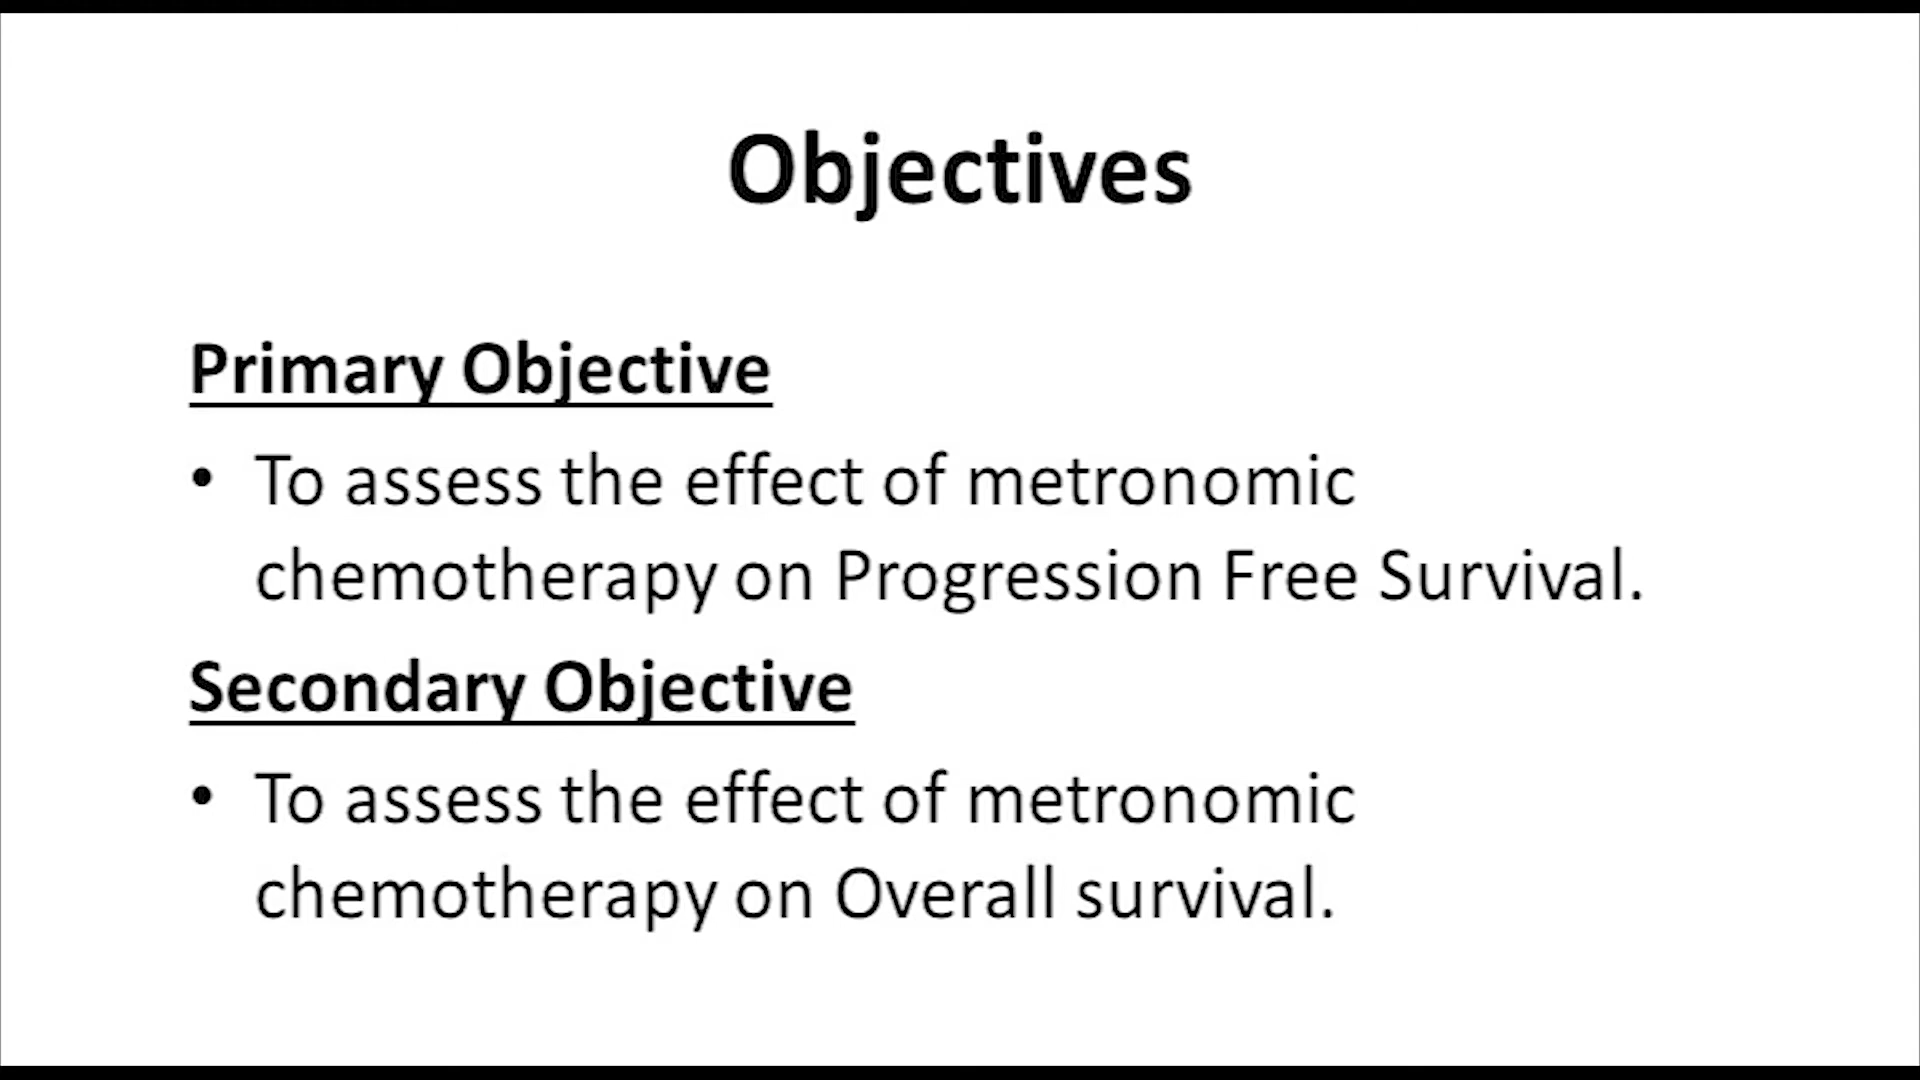 Objectives
Primary Objective
• To assess the effect of metronomic
chemotherapy on Progression Free Survival.
Secondary Objective
• To assess the effect of metronomic
chemotherapy on Overall survival.